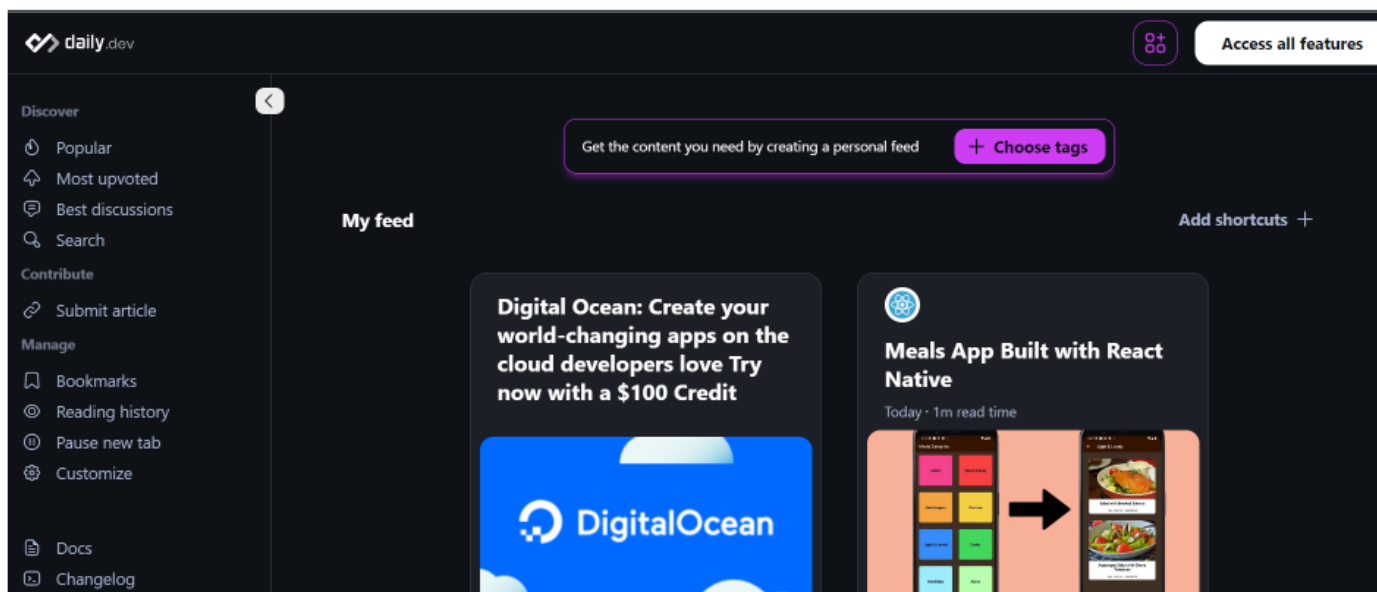 daily.dev
Access all features
Discover
Popular
Most upvoted
Best discussions
Search
Contribute
Submit article
Manage
Bookmarks
Reading history
Pause new tab
Customize
Docs
Changelog
Get the content you need by creating a personal feed
+ Choose tags
My feed
Add shortcuts +
Digital Ocean: Create your
world-changing apps on the
cloud developers love Try
now with a $100 Credit
DigitalOcean
Meals App Built with React
Native
Today · 1m read time